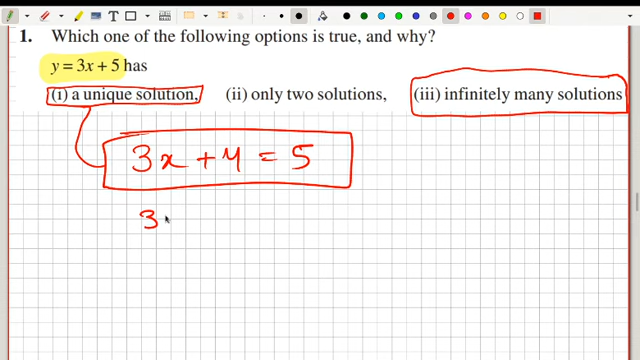 1. Which one of the following options is true, and why?
y = 3x + 5 has
(i) a unique solution, (ii) only two solutions, (iii) infinitely many solutions
3x + 4 = 5
3